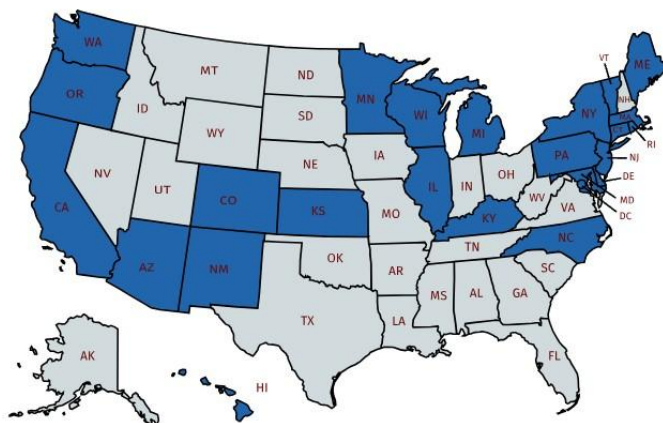 WA
VT
ME
MT
ND
OR
MN
NH
ID
SD
WI
NY
MA
CT
RI
WY
MI
PA
NJ
IA
NE
NV
OH
DE
IL
IN
UT
WV
MD
CO
VA
DC
CA
KS
MO
KY
NC
TN
OK
AZ
NM
AR
SC
MS
AL
GA
LA
TX
AK
FL
HI